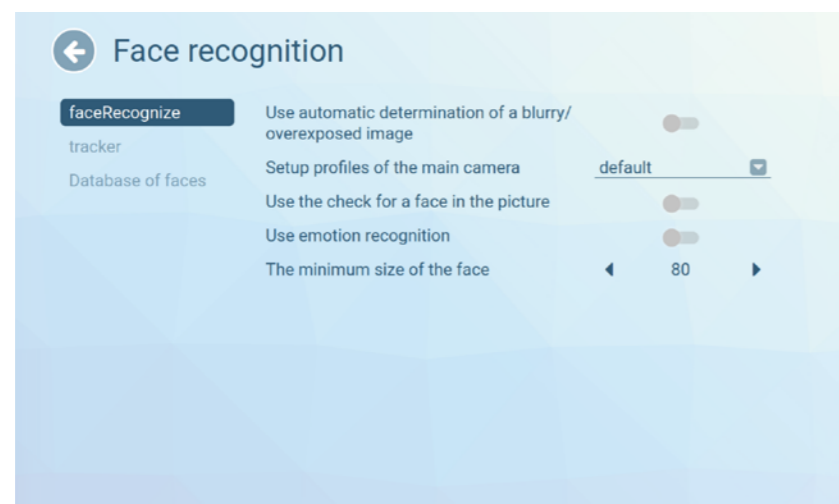 Face recognition
faceRecognize
tracker
Database of faces
Use automatic determination of a blurry/
overexposed image
Setup profiles of the main camera
default
Use the check for a face in the picture
Use emotion recognition
The minimum size of the face
80